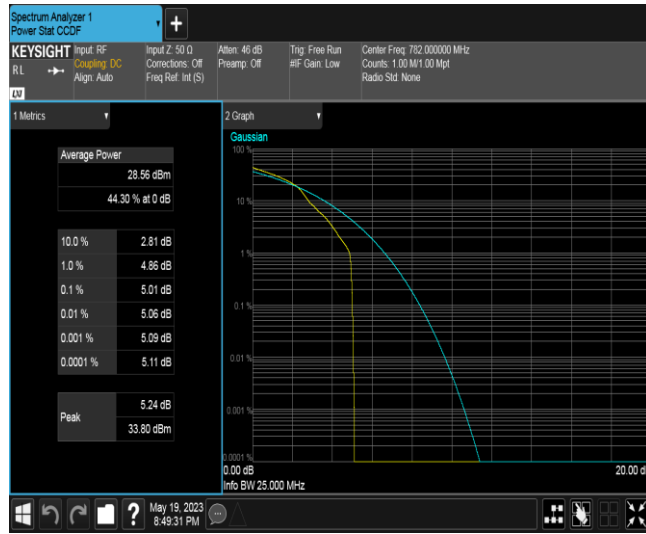 Spectrum Analyzer 1
Power Stat CCDF
KEYSIGHT
Input: RF
Coupling: DC
Align: Auto
Input Z: 50 Ω
Corrections: Off
Freq Ref: Int (S)
Atten: 46 dB
Preamp: Off
Trig: Free Run
#IF Gain: Low
Center Freq: 782.000000 MHz
Counts: 1.00 M/1.00 Mpt
Radio Std: None
RL
LXI
1 Metrics
Average Power
28.56 dBm
44.30 % at 0 dB
10.0 % 2.81 dB
1.0 % 4.86 dB
0.1 % 5.01 dB
0.01 % 5.06 dB
0.001 % 5.09 dB
0.0001 % 5.11 dB
Peak
5.24 dB
33.80 dBm
2 Graph
Gaussian
100 %
10 %
1 %
0.1 %
0.01 %
0.001 %
0.0001 %
0.00 dB
20.00 d
Info BW 25.000 MHz
?
May 19, 2023
8:49:31 PM